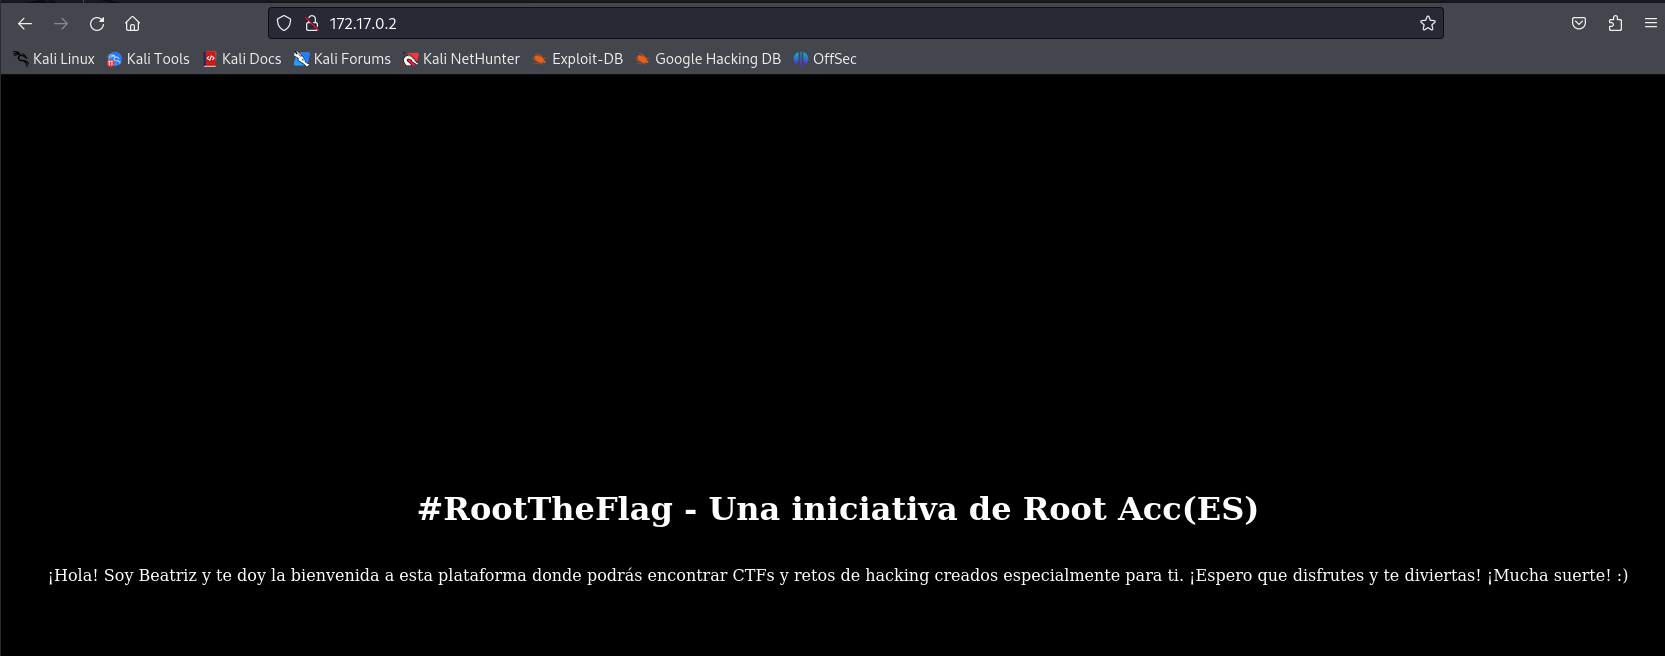 172.17.0.2
Kali Linux Kali Tools Kali Docs Kali Forums Kali NetHunter Exploit-DB Google Hacking DB OffSec
#RootTheFlag - Una iniciativa de Root Acc(ES)
¡Hola! Soy Beatriz y te doy la bienvenida a esta plataforma donde podrás encontrar CTFs y retos de hacking creados especialmente para ti. ¡Espero que disfrutes y te diviertas! ¡Mucha suerte! :)